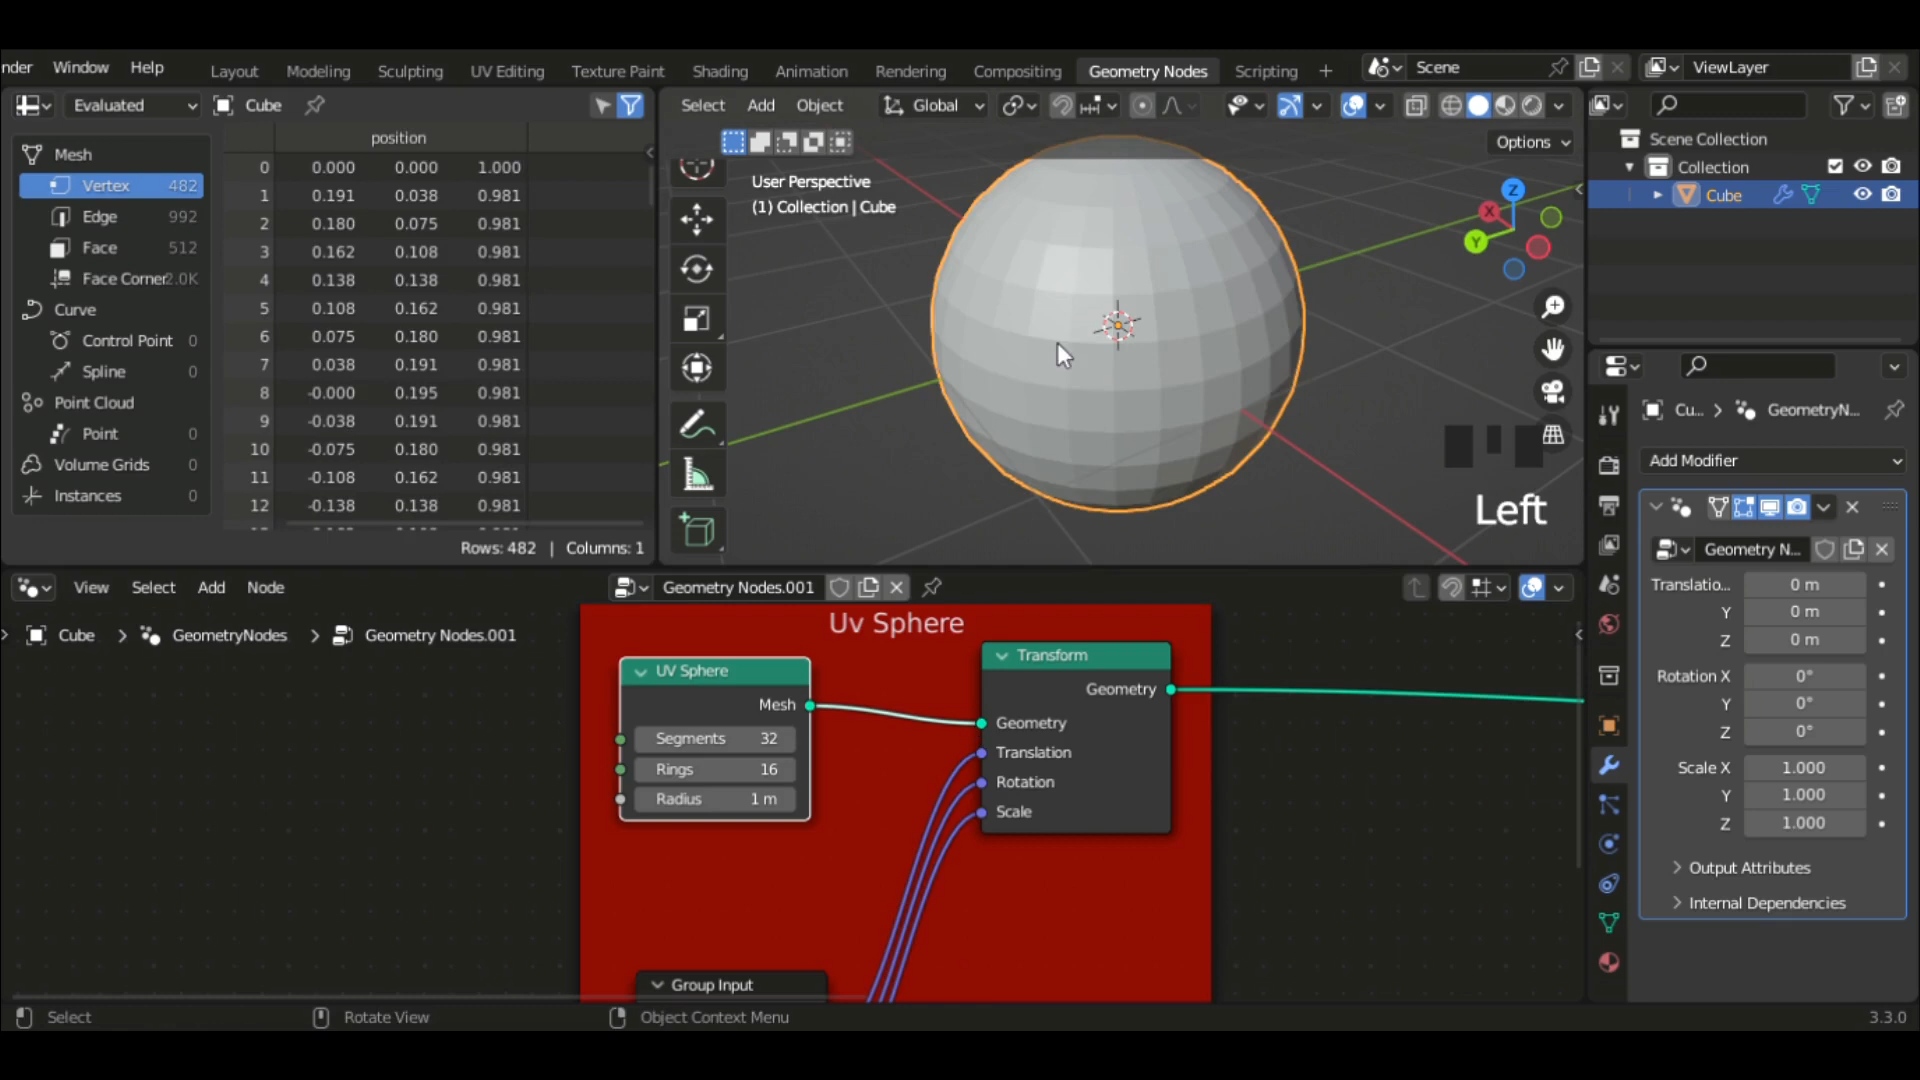 nder Window Help Layout Modeling Sculpting UV Editing Texture Paint Shading Animation Rendering Compositing Geometry Nodes Scripting + Scene ViewLayer
Evaluated Cube
position
Mesh
Vertex 482
Edge 992
Face 512
Face Corner 2.0K
Curve
Control Point 0
Spline 0
Point Cloud
Point 0
Volume Grids 0
Instances 0
0 0.000 0.000 1.000
1 0.191 0.038 0.981
2 0.180 0.075 0.981
3 0.162 0.108 0.981
4 0.138 0.138 0.981
5 0.108 0.162 0.981
6 0.075 0.180 0.981
7 0.038 0.191 0.981
8 -0.000 0.195 0.981
9 -0.038 0.191 0.981
10 -0.075 0.180 0.981
11 -0.108 0.162 0.981
12 -0.138 0.138 0.981
Rows: 482 | Columns: 1
Select Add Object Global
Options
User Perspective
(1) Collection | Cube
Z
X
Y
Left
Scene Collection
Collection
Cube
Cu... GeometryN...
Add Modifier
Geometry N...
Translatio... 0 m
Y 0 m
Z 0 m
Rotation X 0°
Y 0°
Z 0°
Scale X 1.000
Y 1.000
Z 1.000
Output Attributes
Internal Dependencies
View Select Add Node Geometry Nodes.001
Cube GeometryNodes Geometry Nodes.001
Uv Sphere
UV Sphere
Mesh
Segments 32
Rings 16
Radius 1 m
Transform
Geometry
Geometry
Translation
Rotation
Scale
Group Input
Select Rotate View Object Context Menu 3.3.0